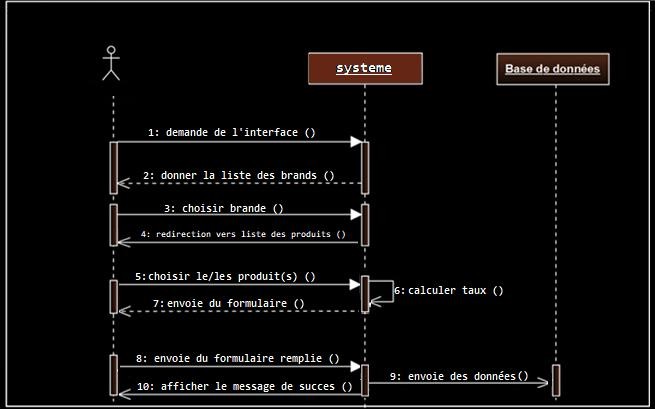 systeme
Base de données
1: demande de l'interface ()
2: donner la liste des brands ()
3: choisir brande ()
4: redirection vers liste des produits ()
5:choisir le/les produit(s) ()
6:calculer taux ()
7:envoie du formulaire ()
8: envoie du formulaire remplie ()
9: envoie des données()
10: afficher le message de succes ()